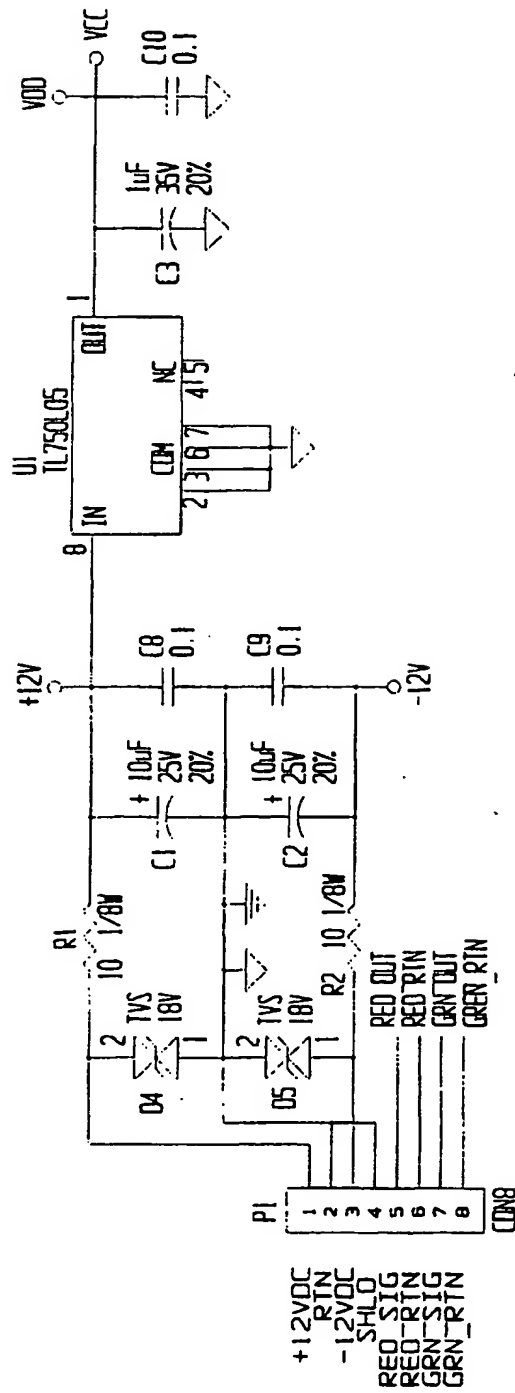 +12VDC
RTN
-12VDC
SHLD
RED_SIG
RED_RTN
GRN_SIG
GRN_RTN
P1
1
2
3
4
5
6
7
8
CON8
RED OUT
RED RTN
GRN OUT
GREN_RTN
D4
2
TVS
18V
1
D5
2
TVS
18V
1
R1
10
1/8W
R2
10
1/8W
C1
+ 10uF
25V
20%
C2
+ 10uF
25V
20%
+12V
C8
0.1
C9
0.1
-12V
U1
TL750L05
8
IN
OUT
1
COM
NC
2
3
6
7
4
5
C3
1uF
35V
20%
VDD
VCC
C10
0.1